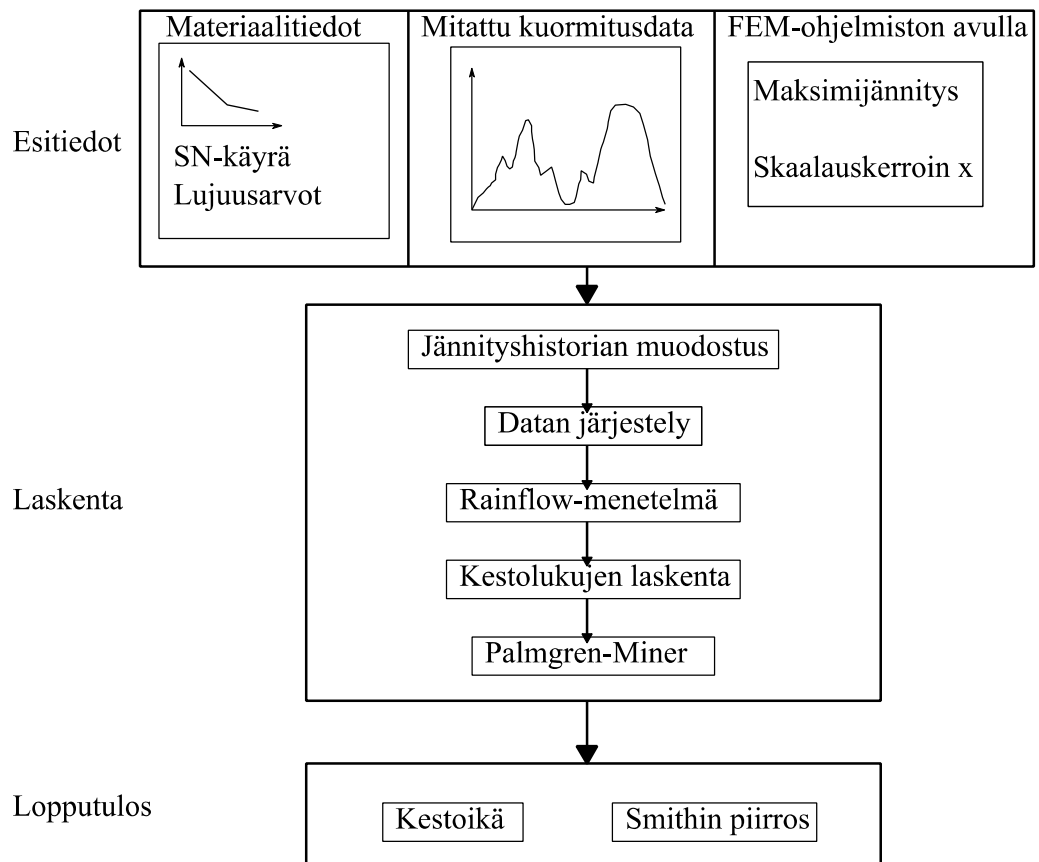 Materiaalitiedot
Mitattu kuormitusdata
FEM-ohjelmiston avulla
Esitiedot
SN-käyrä
Lujuusarvot
Maksimijännitys
Skaalauskerroin x
Laskenta
Jännityshistorian muodostus
Datan järjestely
Rainflow-menetelmä
Kestolukujen laskenta
Palmgren-Miner
Lopputulos
Kestoikä
Smithin piirros